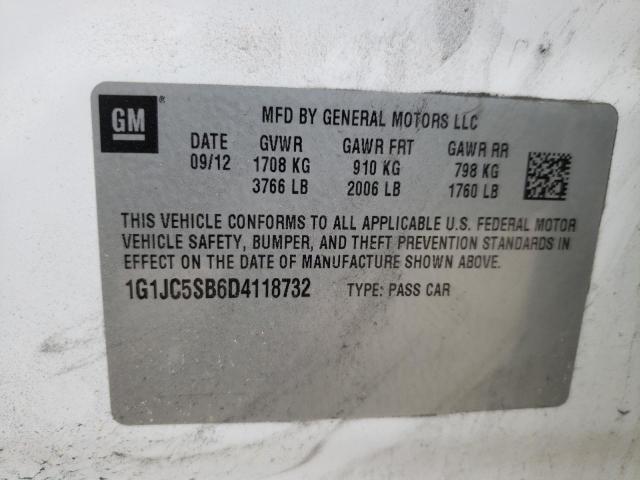 GM®
MFD BY GENERAL MOTORS LLC
DATE GVWR GAWR FRT GAWR RR
09/12 1708 KG 910 KG 798 KG
3766 LB 2006 LB 1760 LB
THIS VEHICLE CONFORMS TO ALL APPLICABLE U.S. FEDERAL MOTOR
VEHICLE SAFETY, BUMPER, AND THEFT PREVENTION STANDARDS IN
EFFECT ON THE DATE OF MANUFACTURE SHOWN ABOVE.
1G1JC5SB6D4118732 TYPE: PASS CAR